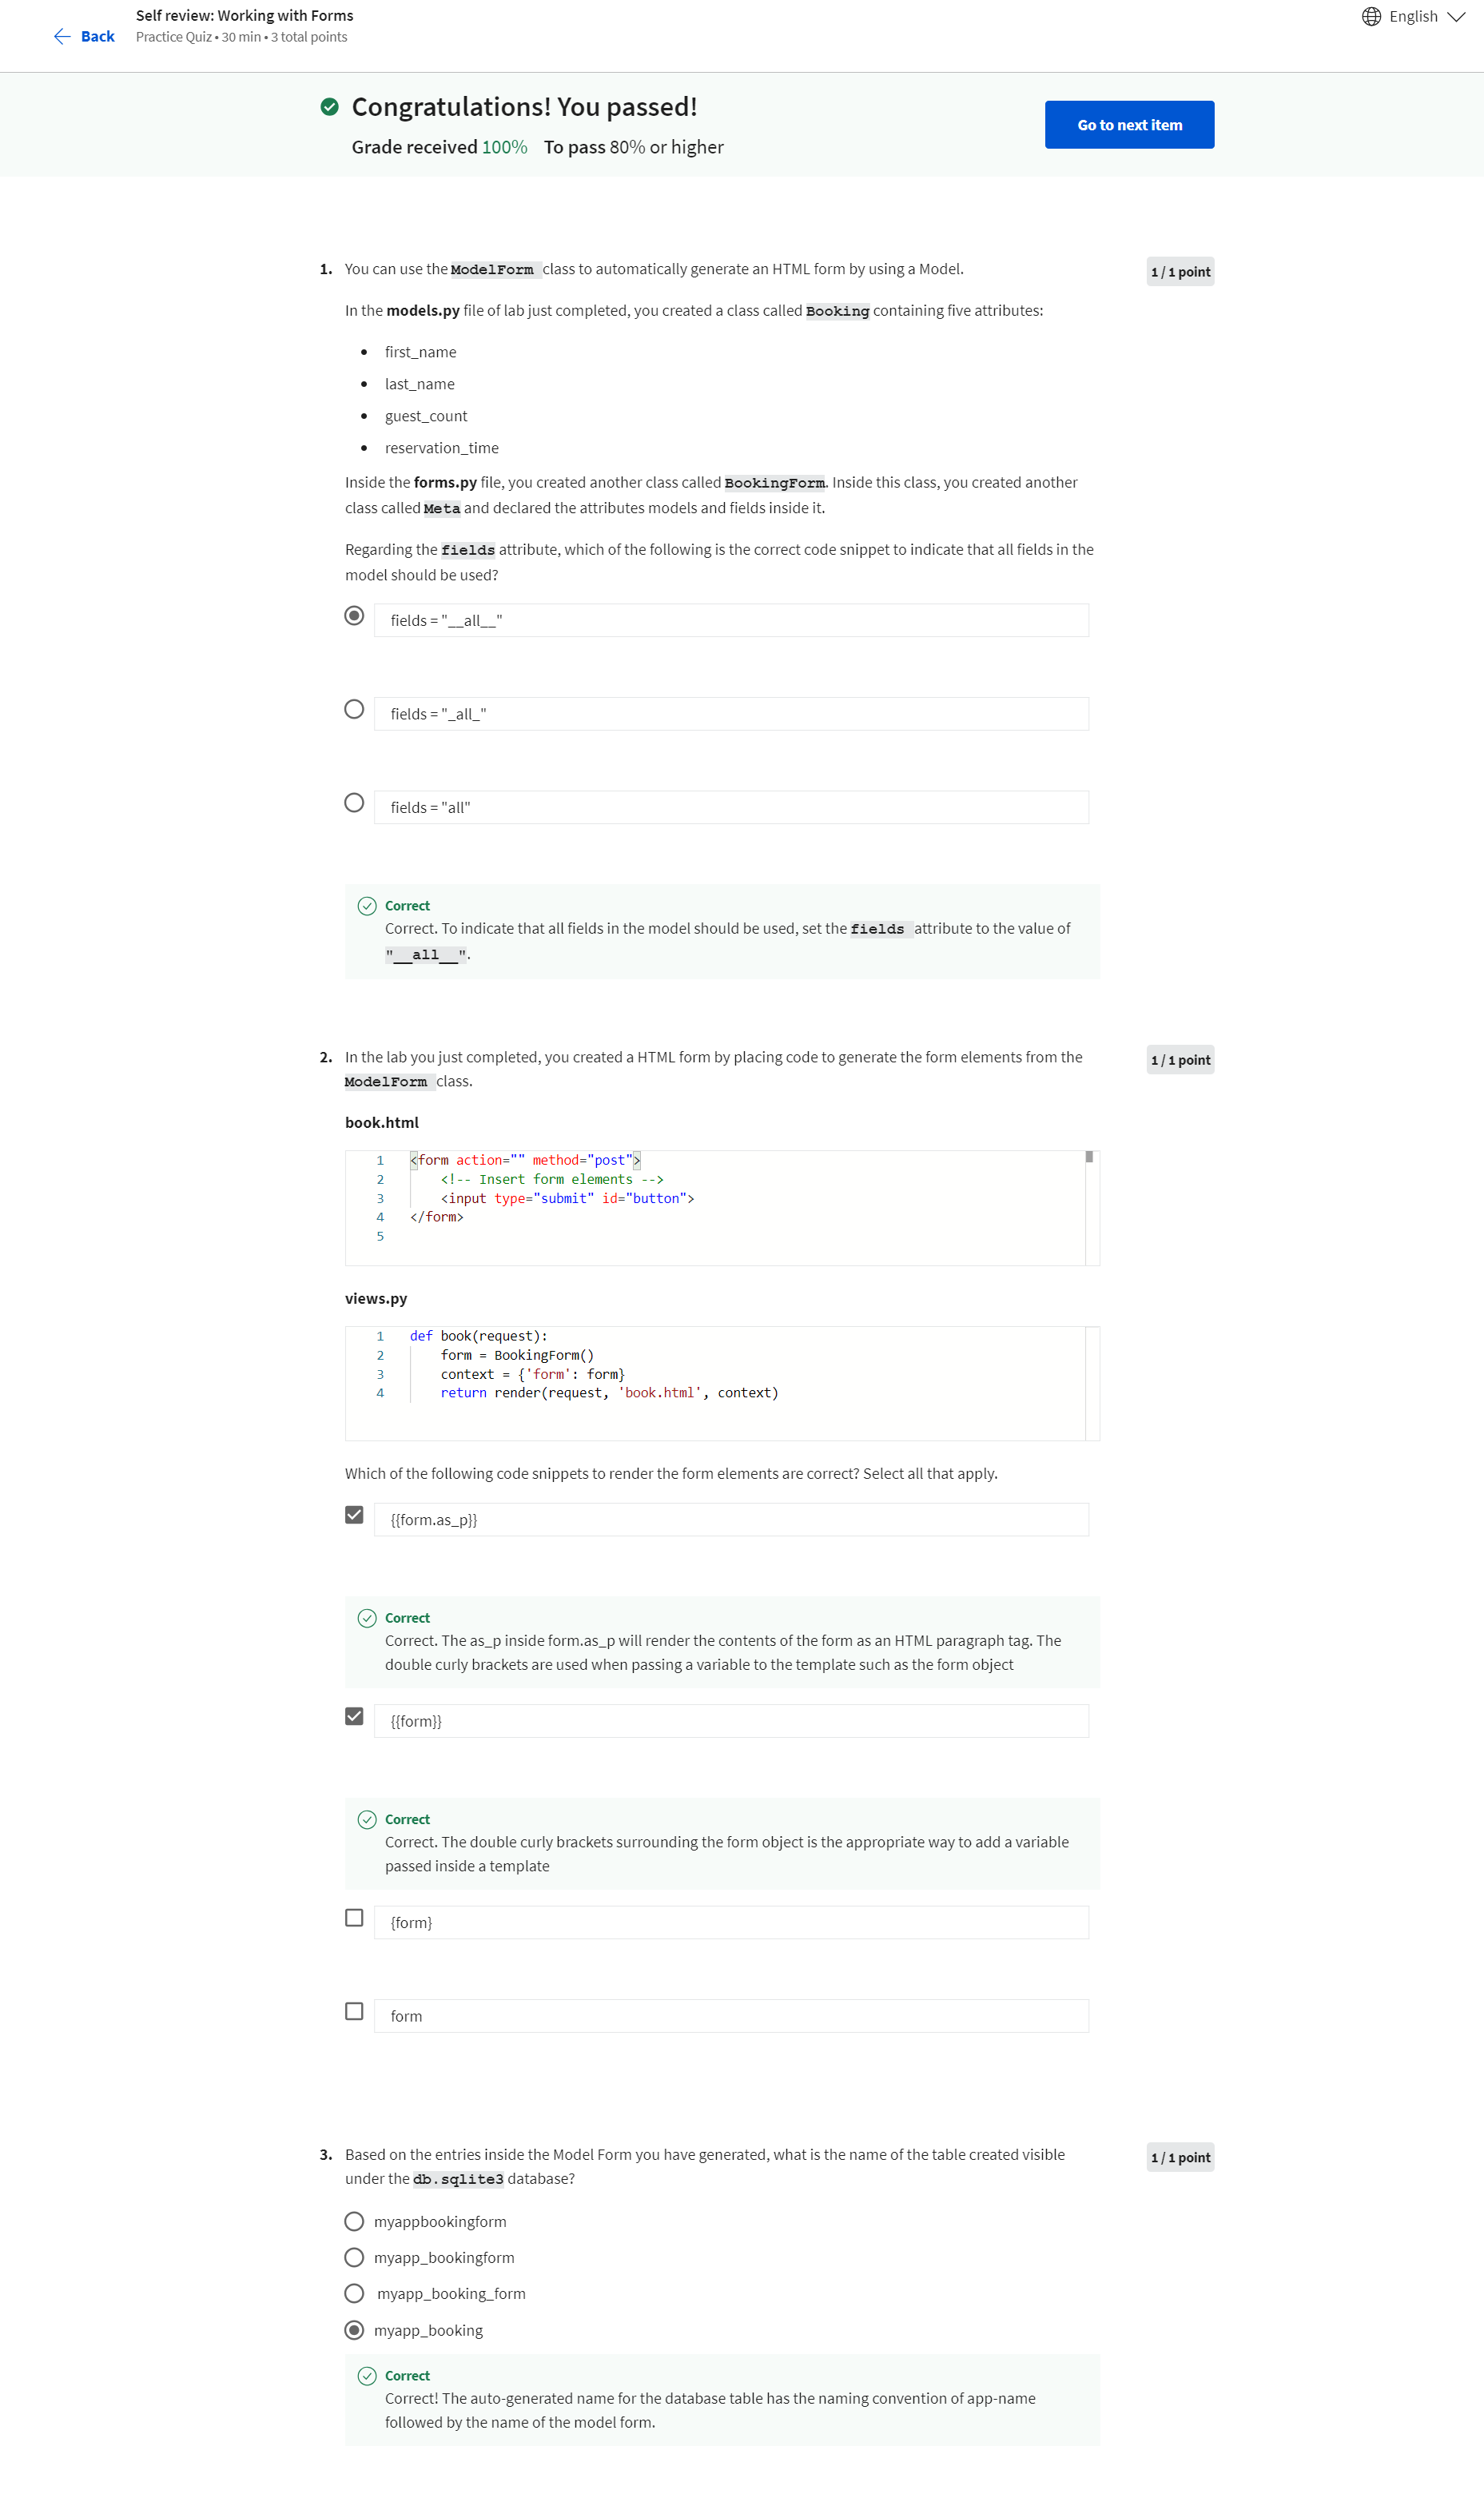 Self review: Working with Forms
English
Back
Practice Quiz • 30 min • 3 total points
Congratulations! You passed!
Go to next item
Grade received 100% To pass 80% or higher
1. You can use the ModelForm class to automatically generate an HTML form by using a Model.
1 / 1 point
In the models.py file of lab just completed, you created a class called Booking containing five attributes:
• first_name
• last_name
• guest_count
• reservation_time
Inside the forms.py file, you created another class called BookingForm. Inside this class, you created another
class called Meta and declared the attributes models and fields inside it.
Regarding the fields attribute, which of the following is the correct code snippet to indicate that all fields in the
model should be used?
fields = "__all__"
fields = "_all_"
fields = "all"
Correct
Correct. To indicate that all fields in the model should be used, set the fields attribute to the value of
"__all__".
2. In the lab you just completed, you created a HTML form by placing code to generate the form elements from the
1 / 1 point
ModelForm class.
book.html
1 <form action="" method="post">
2 <!-- Insert form elements -->
3 <input type="submit" id="button">
4 </form>
5
views.py
1 def book(request):
2 form = BookingForm()
3 context = {'form': form}
4 return render(request, 'book.html', context)
Which of the following code snippets to render the form elements are correct? Select all that apply.
{{form.as_p}}
Correct
Correct. The as_p inside form.as_p will render the contents of the form as an HTML paragraph tag. The
double curly brackets are used when passing a variable to the template such as the form object
{{form}}
Correct
Correct. The double curly brackets surrounding the form object is the appropriate way to add a variable
passed inside a template
{form}
form
3. Based on the entries inside the Model Form you have generated, what is the name of the table created visible
1 / 1 point
under the db.sqlite3 database?
myappbookingform
myapp_bookingform
myapp_booking_form
myapp_booking
Correct
Correct! The auto-generated name for the database table has the naming convention of app-name
followed by the name of the model form.